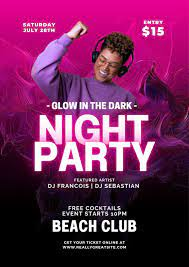 SATURDAY
JULY 28TH
ENTRY
$15
- GLOW IN THE DARK -
NIGHT
PARTY
FEATURED ARTIST
DJ FRANCOIS | DJ SEBASTIAN
FREE COCKTAILS
EVENT STARTS 10PM
BEACH CLUB
GET YOUR TICKET ONLINE AT
WWW.REALLYGREATSITE.COM